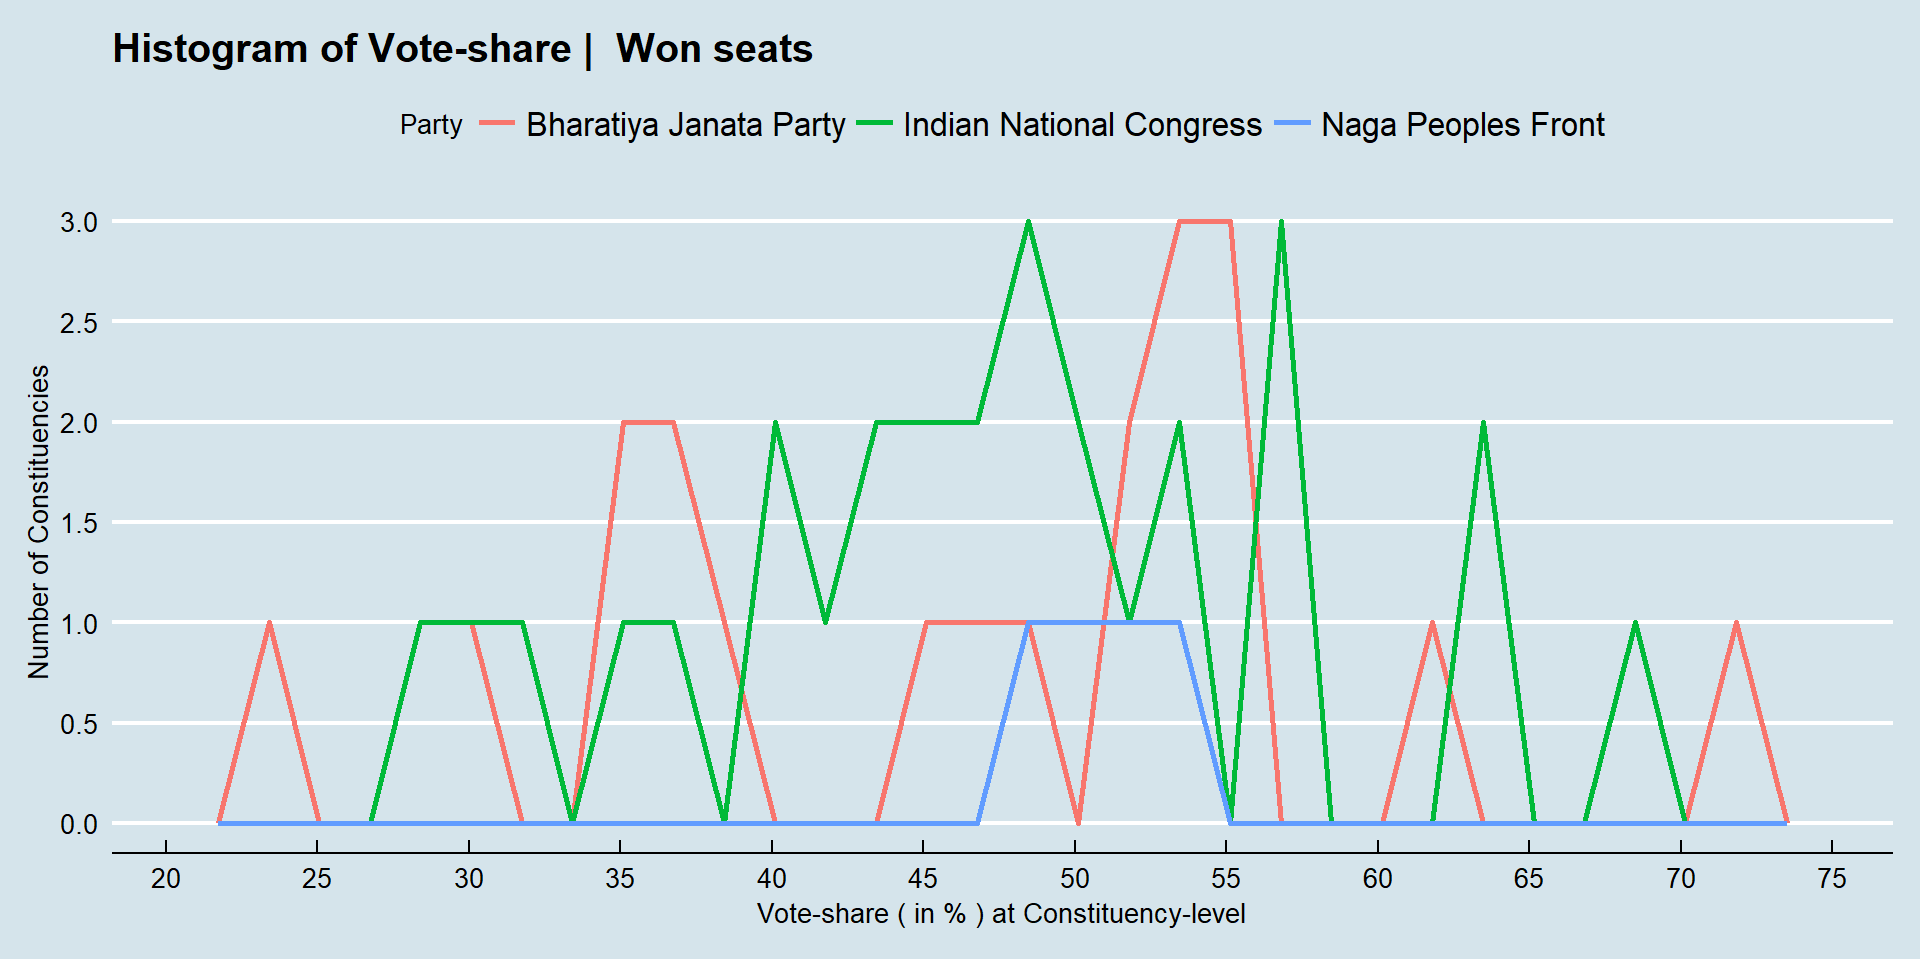 Histogram of Vote-share |  Won seats
Party Bharatiya Janata Party Indian National Congress Naga Peoples Front
Number of Constituencies
3.0
2.5
2.0
1.5
1.0
0.5
0.0
20 25 30 35 40 45 50 55 60 65 70 75
Vote-share ( in % ) at Constituency-level